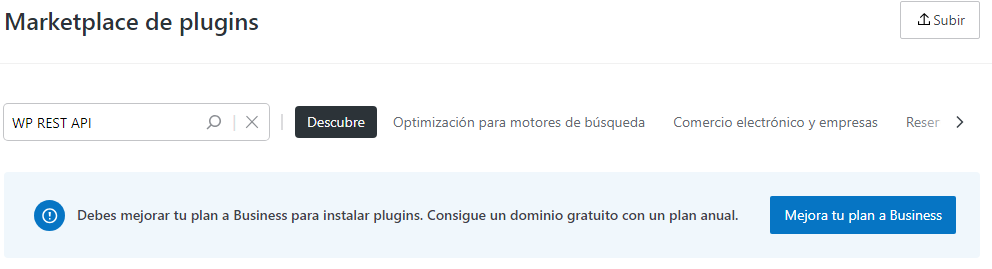 Marketplace de plugins
Subir
WP REST API
Descubre
Optimización para motores de búsqueda
Comercio electrónico y empresas
Reser
Debes mejorar tu plan a Business para instalar plugins. Consigue un dominio gratuito con un plan anual.
Mejora tu plan a Business